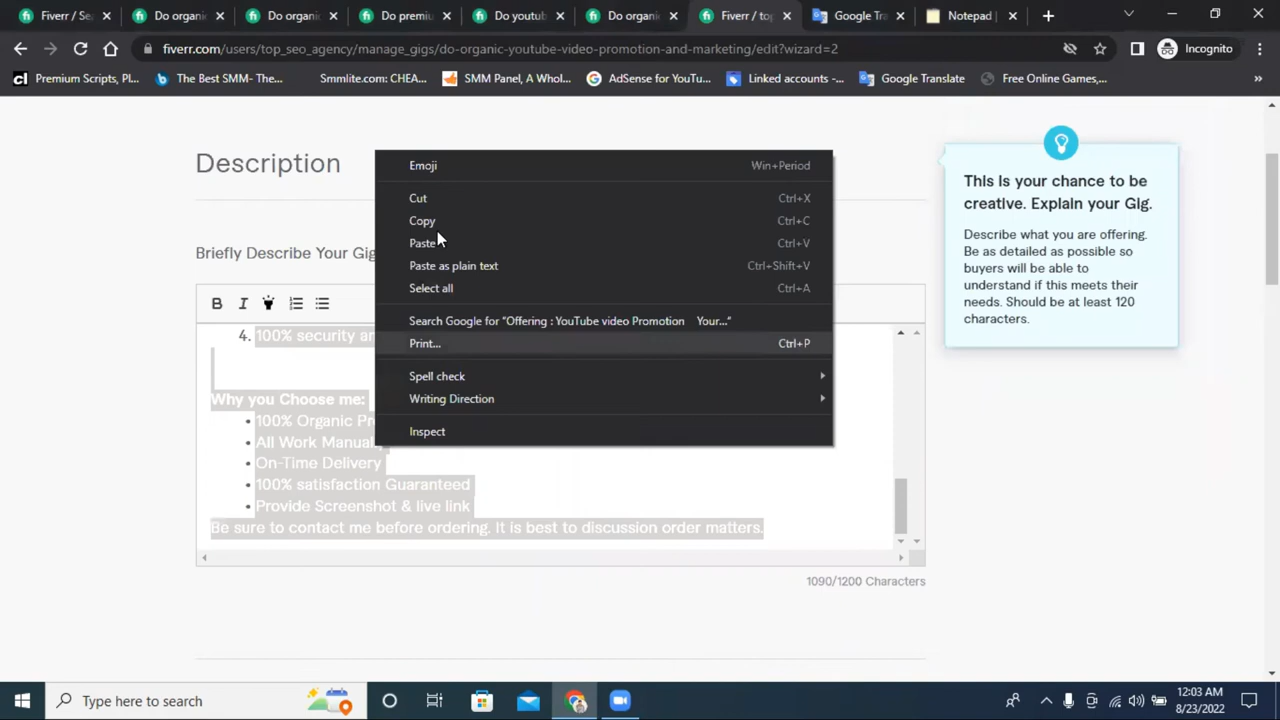 Fiverr / Se
Do organic
Do organi
Do premiu
Do youtub
Do organi
Fiverr / top
Google Tra
Notepad |
fiverr.com/users/top_seo_agency/manage_gigs/do-organic-youtube-video-promotion-and-marketing/edit?wizard=2
Incognito
Premium Scripts, Pl...
The Best SMM- The...
Smmlite.com: CHEA...
SMM Panel, A Whol...
AdSense for YouTu...
Linked accounts -...
Google Translate
Free Online Games,...
»
Description
Briefly Describe Your Gig
B I
4. 100% security an
Why you Choose me:
• 100% Organic Pr
• All Work Manual
• On-Time Delivery
• 100% satisfaction Guaranteed
• Provide Screenshot & live link
Be sure to contact me before ordering. It is best to discussion order matters.
1090/1200 Characters
Emoji Win+Period
Cut Ctrl+X
Copy Ctrl+C
Paste Ctrl+V
Paste as plain text Ctrl+Shift+V
Select all Ctrl+A
Search Google for “Offering : YouTube video Promotion Your...”
Print... Ctrl+P
Spell check
Writing Direction
Inspect
This is your chance to be
creative. Explain your Gig.
Describe what you are offering.
Be as detailed as possible so
buyers will be able to
understand if this meets their
needs. Should be at least 120
characters.
Type here to search
12:03 AM
8/23/2022